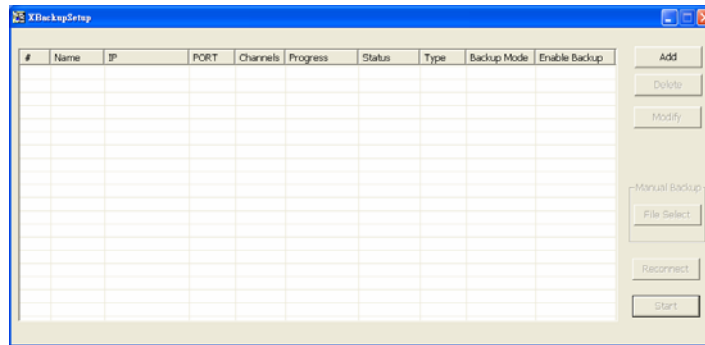 XBackupSetup
# Name IP PORT Channels Progress Status Type Backup Mode Enable Backup
Add
Delete
Modify
Manual Backup
File Select
Reconnect
Start